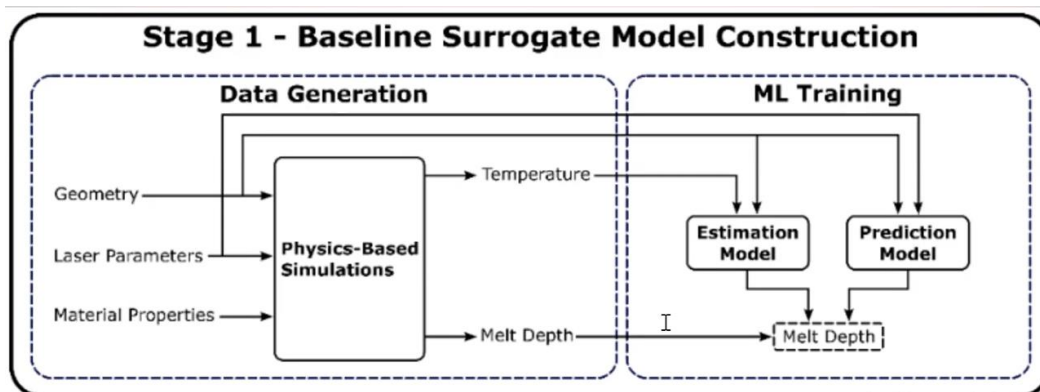 Stage 1 - Baseline Surrogate Model Construction
Data Generation
ML Training
Geometry
Laser Parameters
Material Properties
Physics-Based
Simulations
Temperature
Melt Depth
Estimation
Model
Prediction
Model
Melt Depth